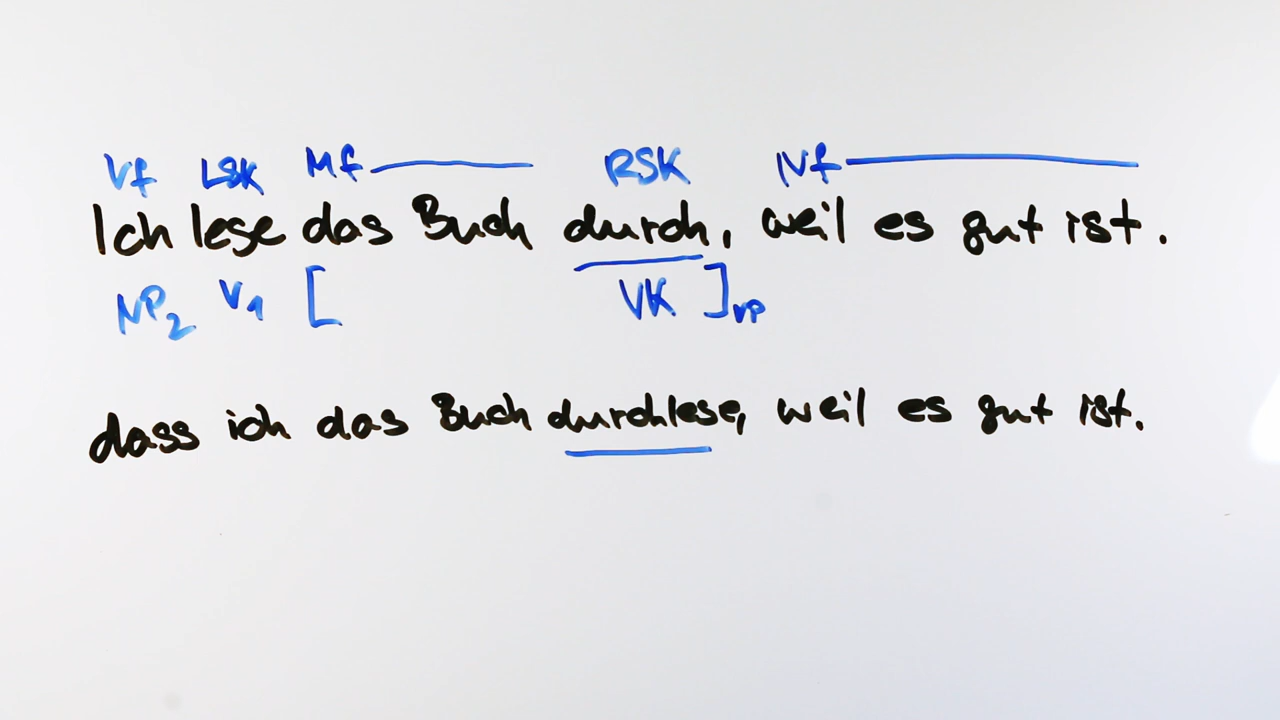 Vf LSK Mf RSK Nf
Ich lese das Buch durch, weil es gut ist.
NP2 V1 [ VK ]VP
dass ich das Buch durchlese, weil es gut ist.